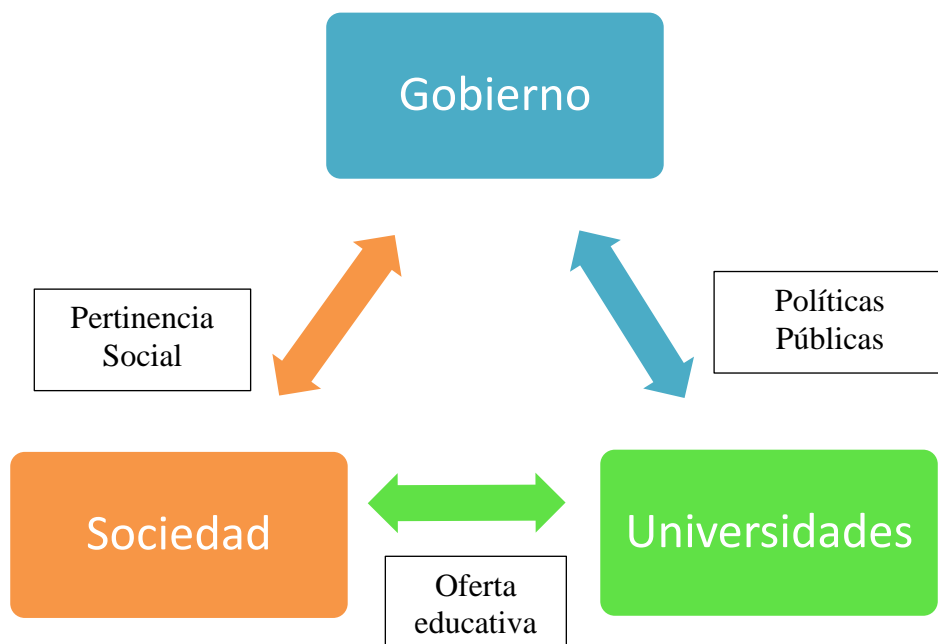 Gobierno
Pertinencia
Social
Políticas
Públicas
Sociedad
Universidades
Oferta
educativa